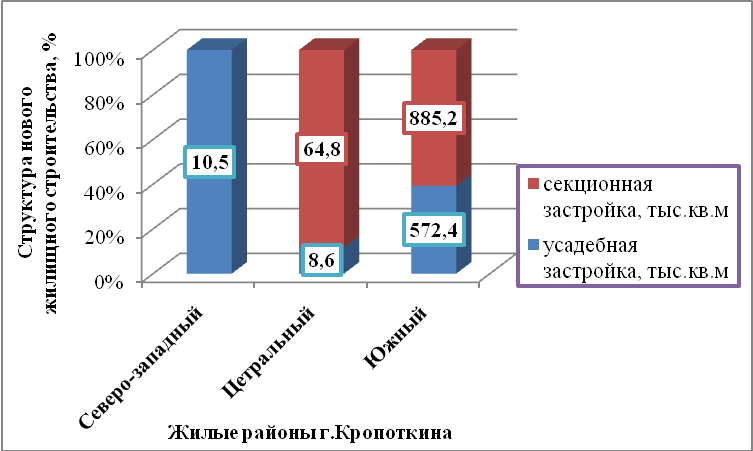 Структура нового
жилищного строительства, %
100%
80%
60%
40%
20%
0%
10,5
64,8
8,6
885,2
572,4
Северо-западный
Цетральный
Южный
Жилые районы г.Кропоткина
секционная
застройка, тыс.кв.м
усадебная
застройка, тыс.кв.м